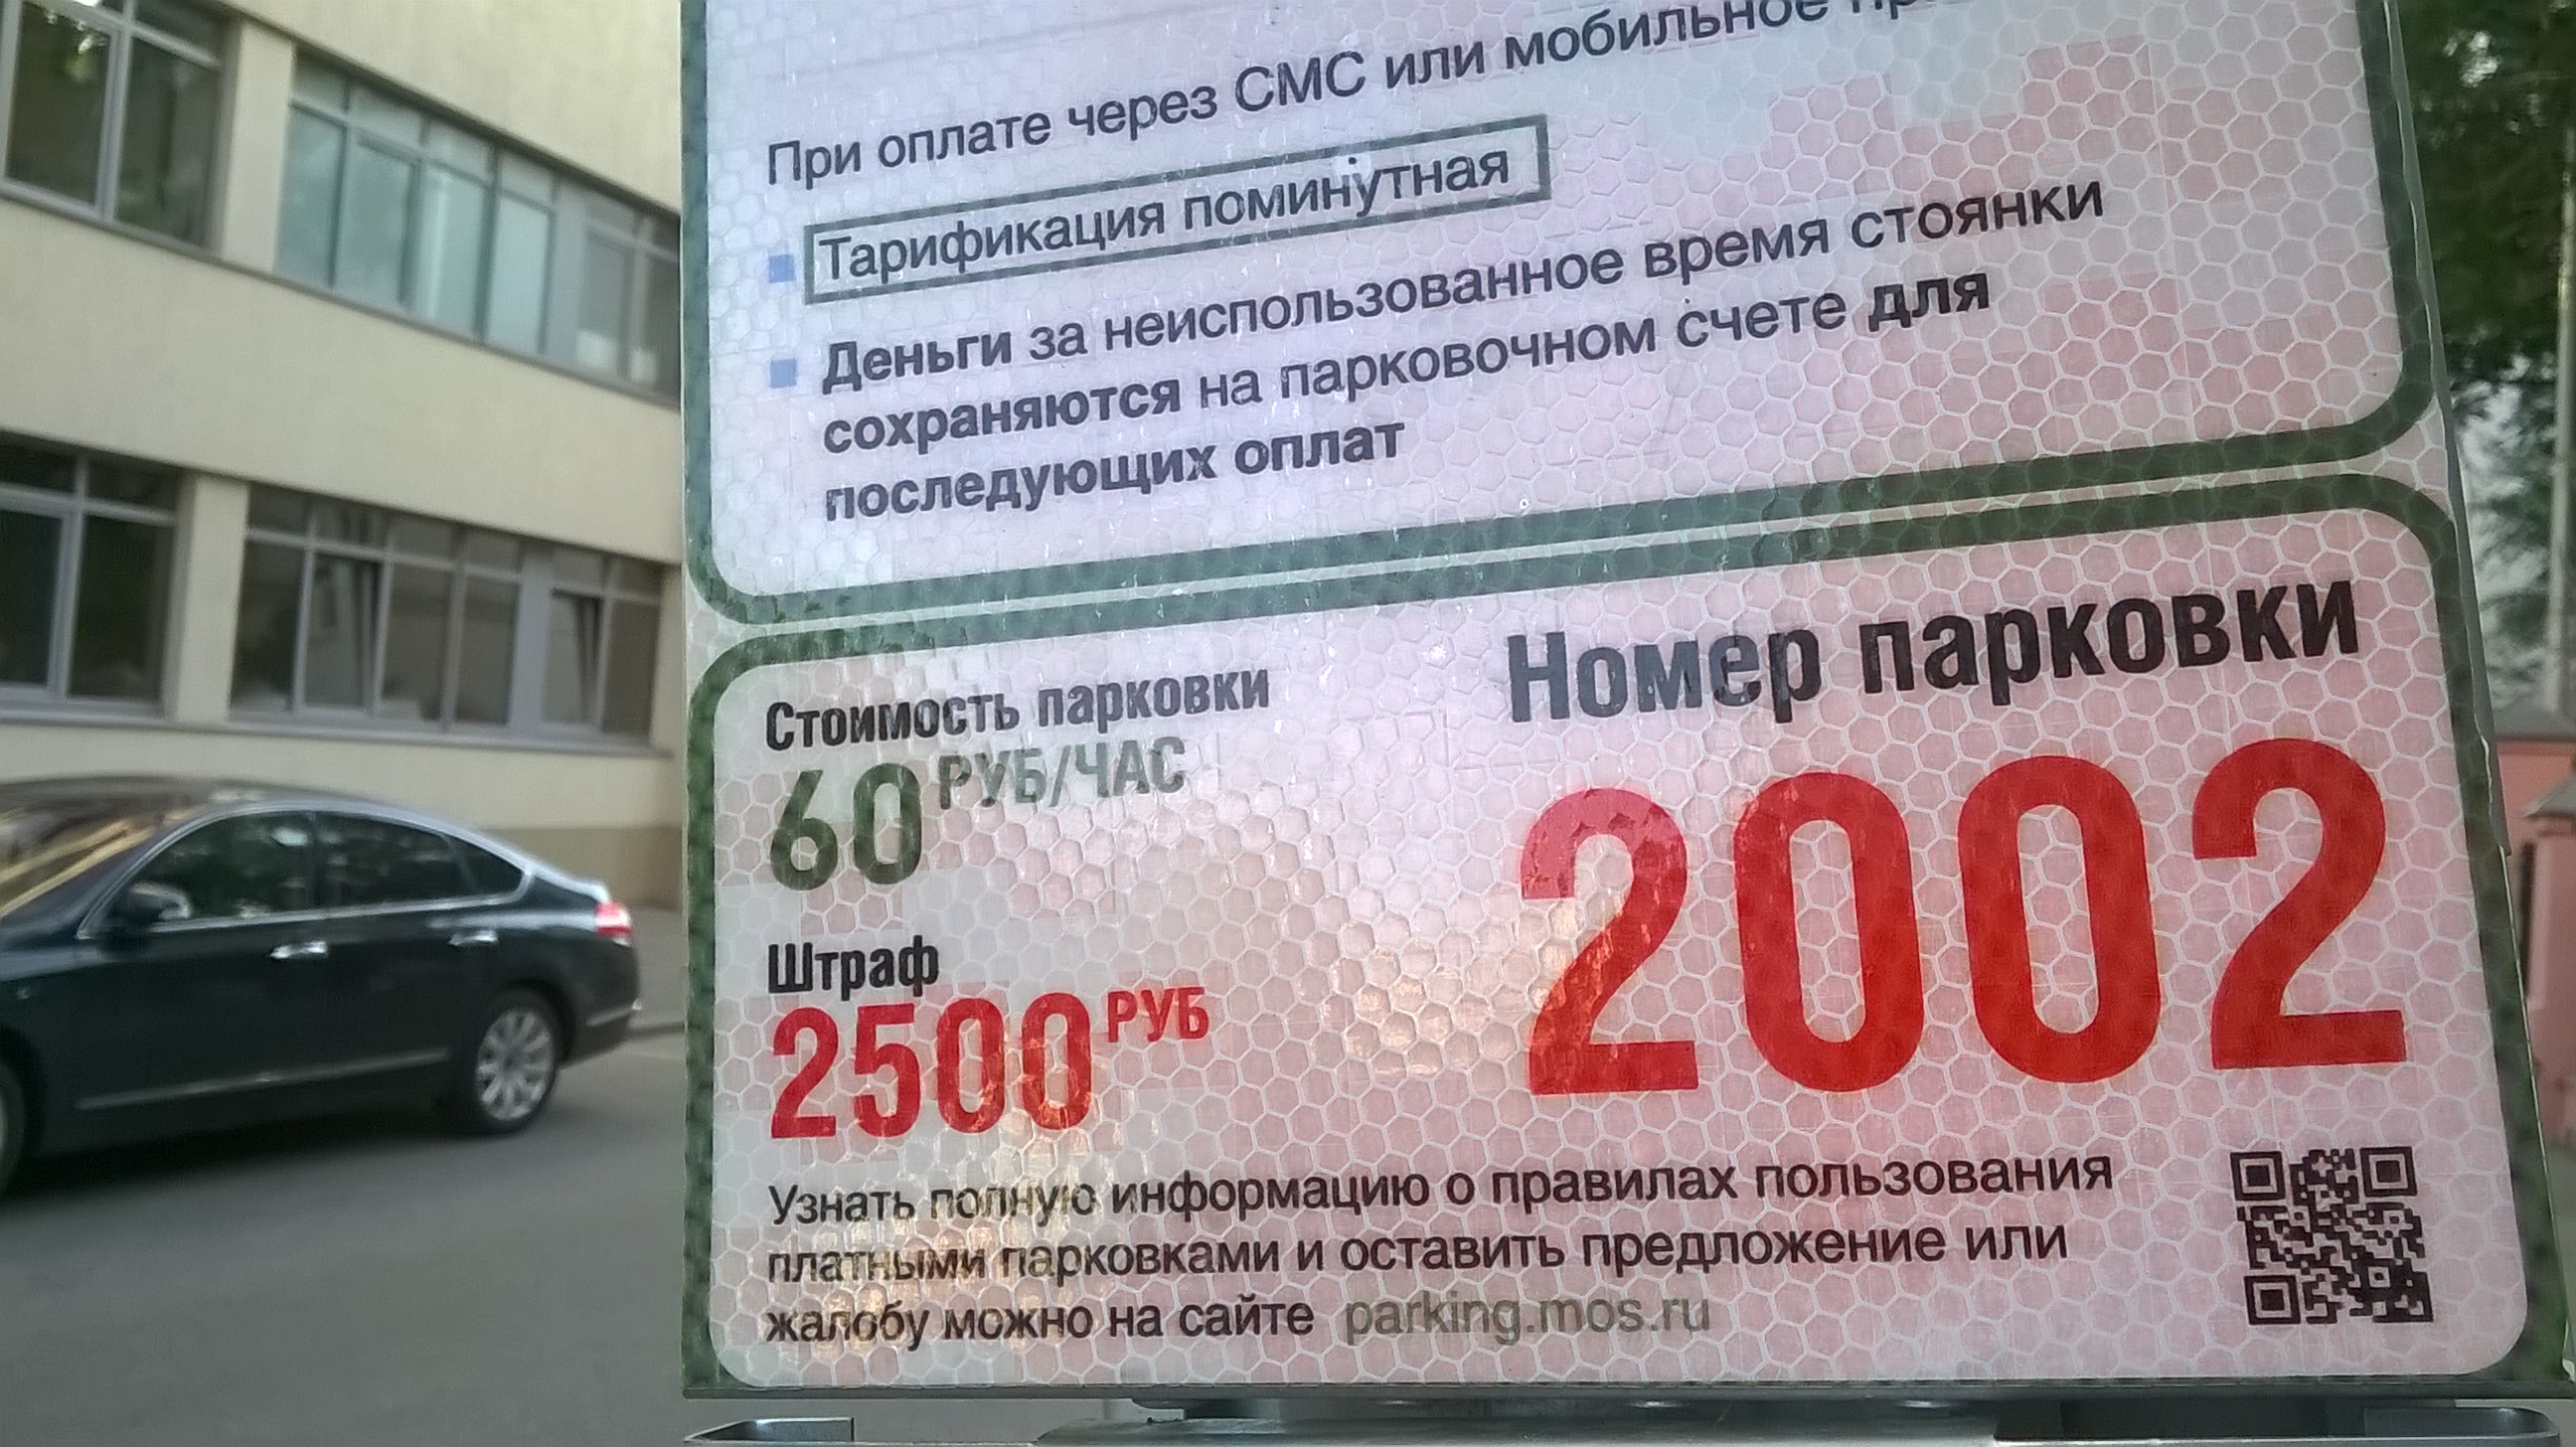 При оплате через СМС или мобильное
Тарификация поминутная
Деньги за неиспользованное время стоянки
сохраняются на парковочном счете для
последующих оплат
Стоимость парковки
60 РУБ/ЧАС
Штраф
2500 РУБ
Номер парковки
2002
Узнать полную информацию о правилах пользования
платными парковками и оставить предложение или
жалобу можно на сайте parking.mos.ru